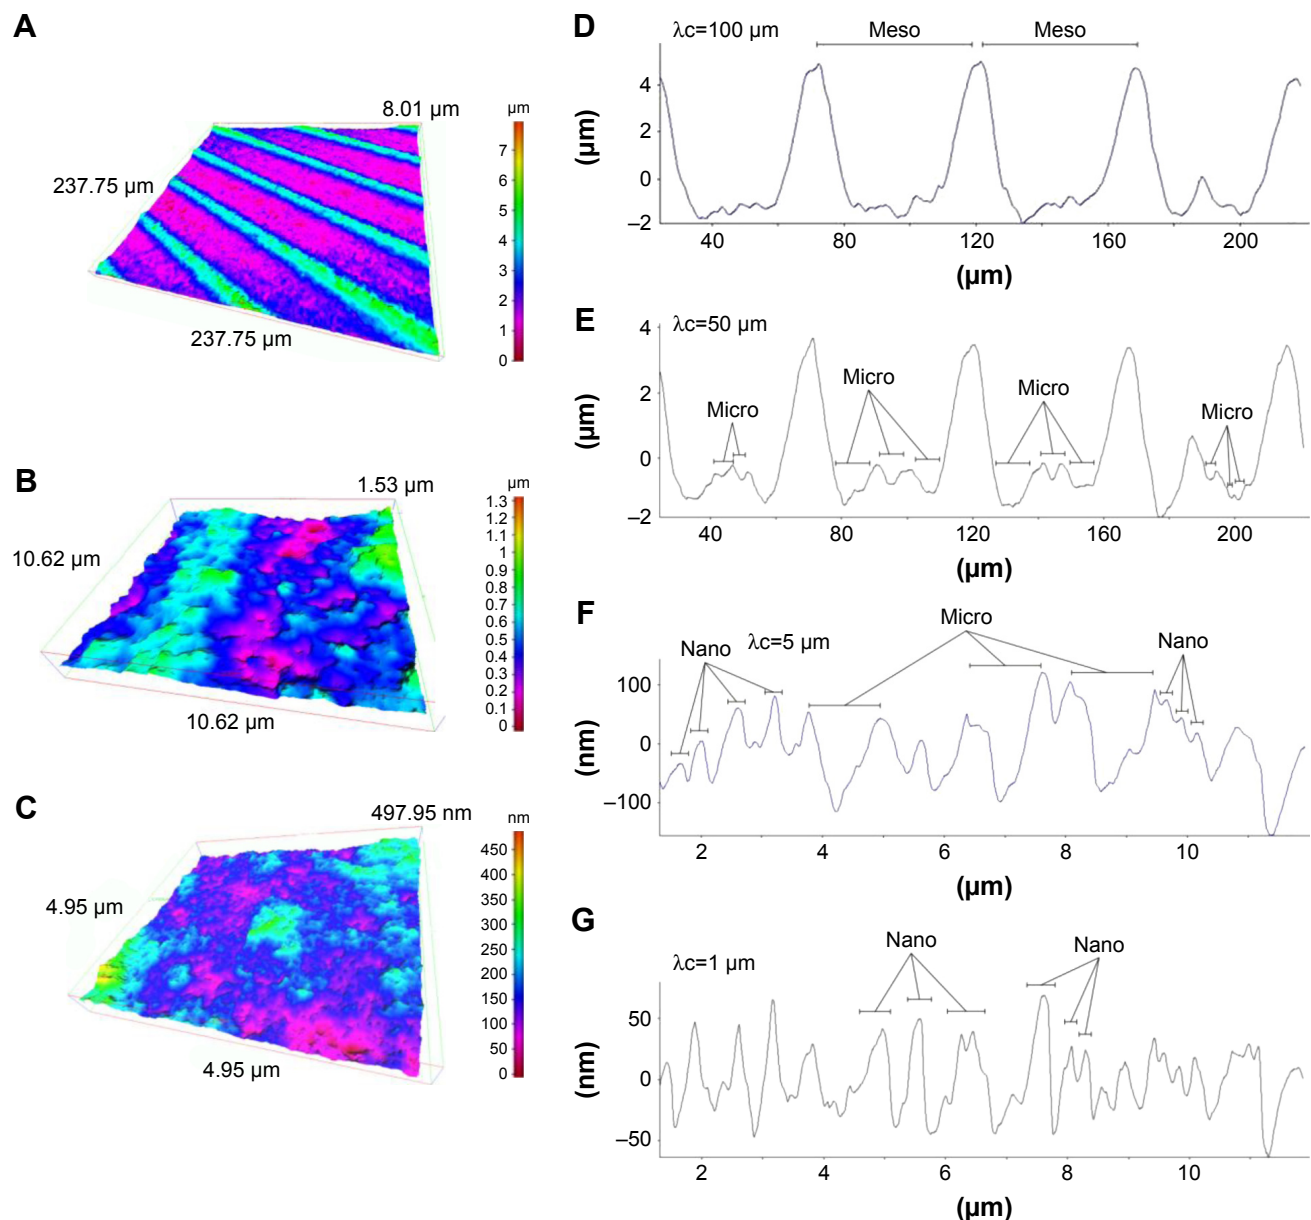 A
8.01 µm
237.75 µm
237.75 µm
µm
7
6
5
4
3
2
1
0
B
1.53 µm
10.62 µm
10.62 µm
µm
1.3
1.2
1.1
1
0.9
0.8
0.7
0.6
0.5
0.4
0.3
0.2
0.1
0
C
497.95 nm
4.95 µm
4.95 µm
nm
450
400
350
300
250
200
150
100
50
0
D
λc=100 µm
Meso
Meso
(µm)
4
2
0
–2
40
80
120
160
200
(µm)
E
λc=50 µm
Micro
Micro
Micro
Micro
(µm)
4
2
0
–2
40
80
120
160
200
(µm)
F
Nano
λc=5 µm
Micro
Nano
(nm)
100
0
–100
2
4
6
8
10
(µm)
G
λc=1 µm
Nano
Nano
(nm)
50
0
–50
2
4
6
8
10
(µm)